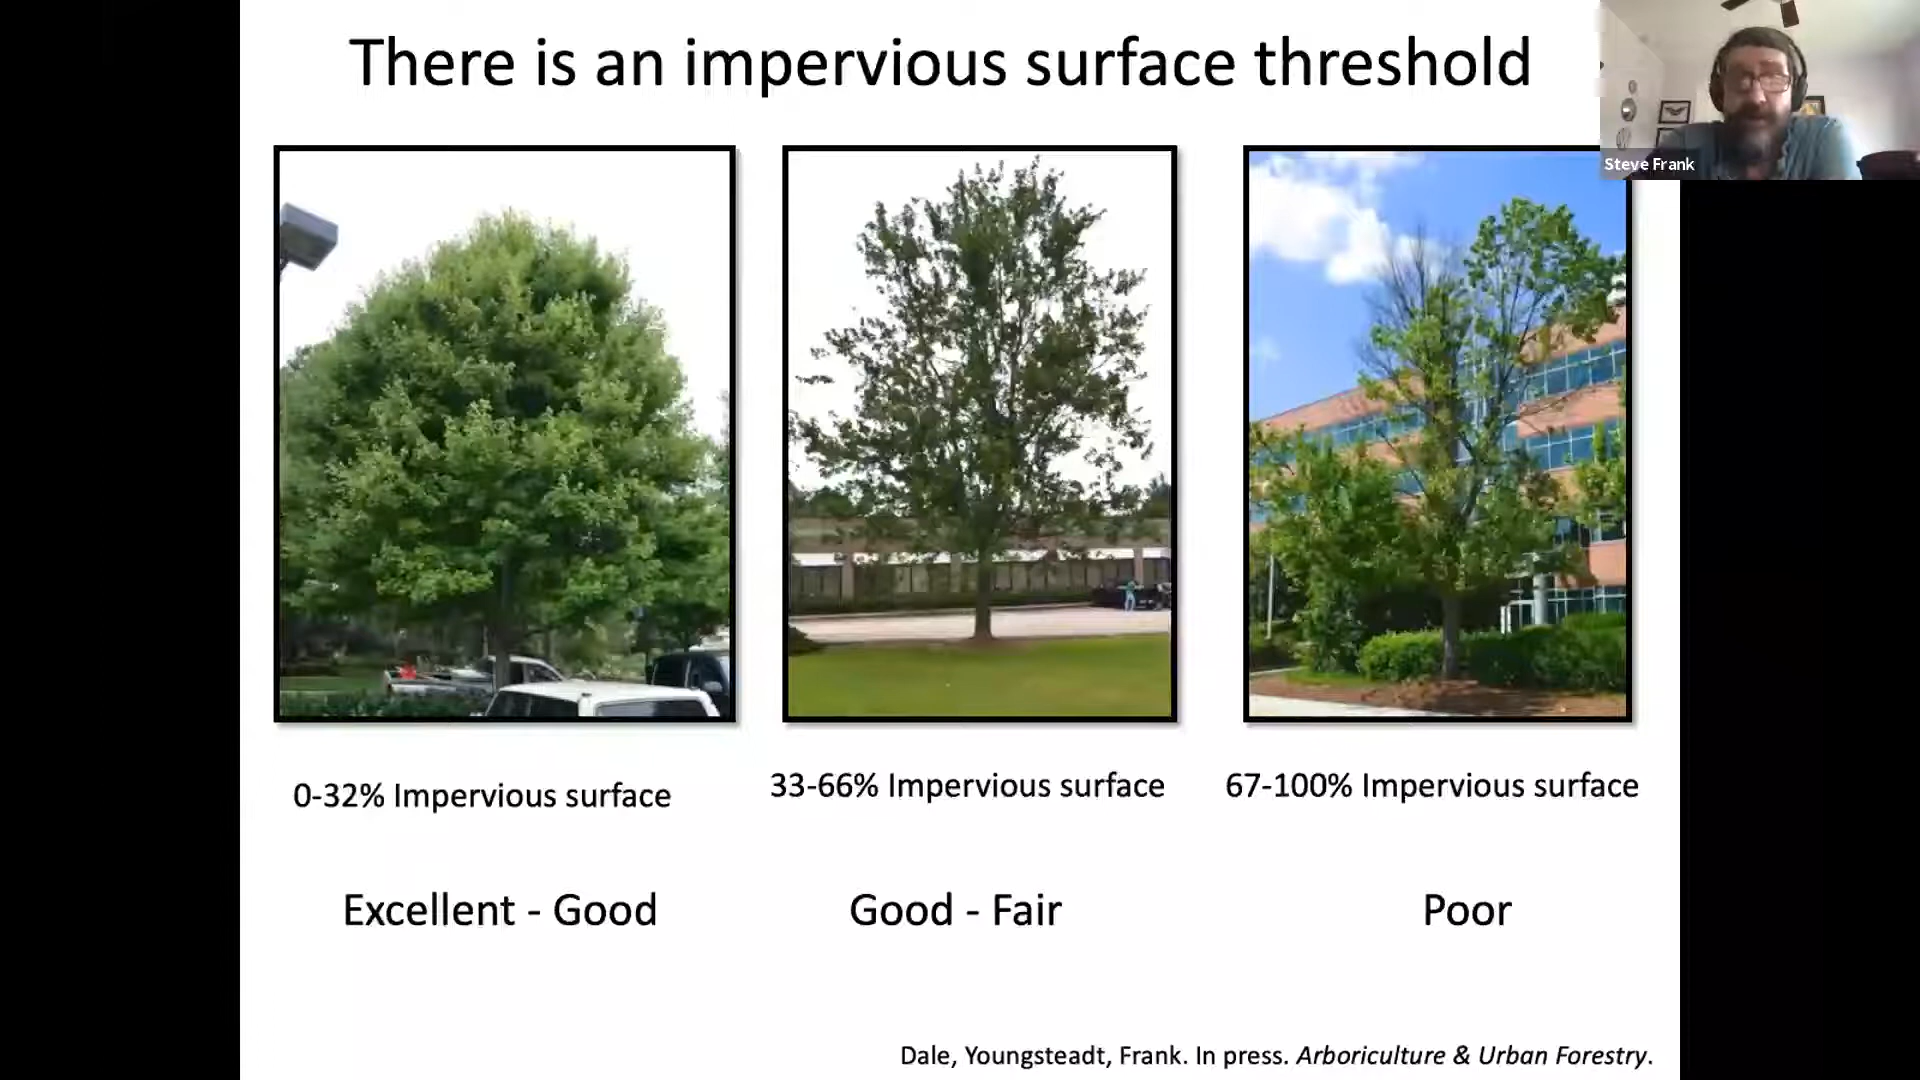 There is an impervious surface threshold
Steve Frank
0-32% Impervious surface
33-66% Impervious surface
67-100% Impervious surface
Excellent - Good
Good - Fair
Poor
Dale, Youngsteadt, Frank. In press. Arboriculture & Urban Forestry.